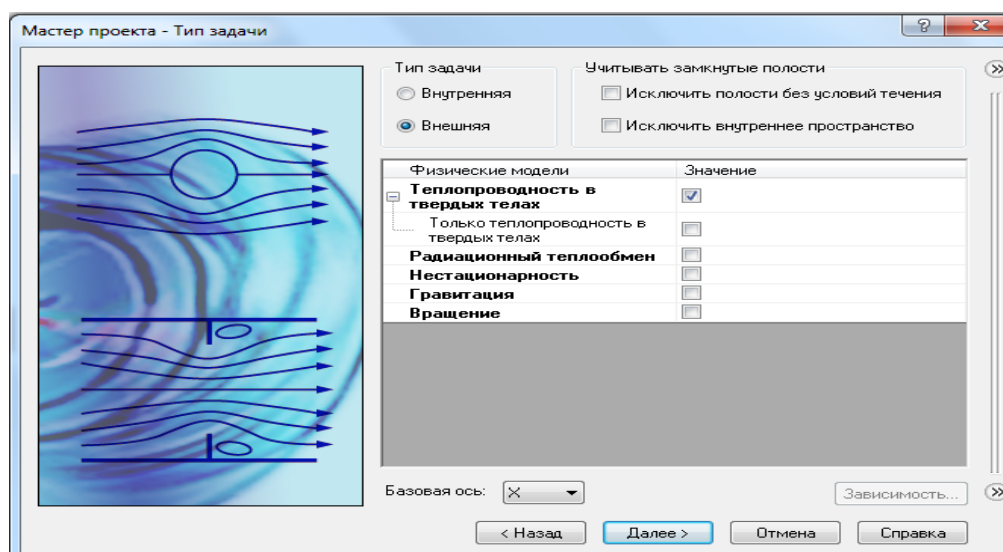 Мастер проекта - Тип задачи
Тип задачи
Внутренняя
Внешняя
Учитывать замкнутые полости
Исключить полости без условий течения
Исключить внутреннее пространство
Физические модели Значение
Теплопроводность в
твердых телах
Только теплопроводность в
твердых телах
Радиационный теплообмен
Нестационарность
Гравитация
Вращение
Базовая ось: X
Зависимость...
< Назад Далее > Отмена Справка